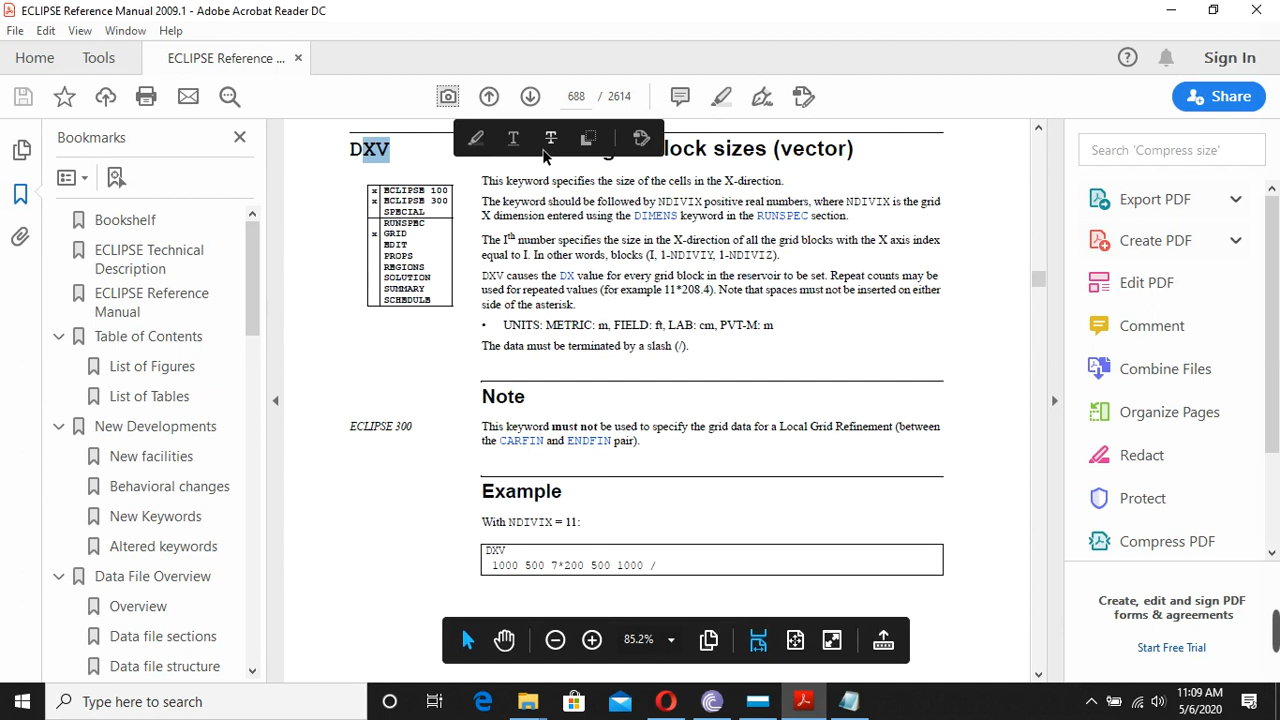 ECLIPSE Reference Manual 2009.1 - Adobe Acrobat Reader DC
File Edit View Window Help
Home Tools ECLIPSE Reference ... ×
Sign In
688 / 2614
Share
Bookmarks
Bookshelf
ECLIPSE Technical
Description
ECLIPSE Reference
Manual
Table of Contents
List of Figures
List of Tables
New Developments
New facilities
Behavioral changes
New Keywords
Altered keywords
Data File Overview
Overview
Data file sections
Data file structure
DXV
lock sizes (vector)
x ECLIPSE 100
x ECLIPSE 300
SPECIAL
RUNSPEC
x GRID
EDIT
PROPS
REGIONS
SOLUTION
SUMMARY
SCHEDULE
This keyword specifies the size of the cells in the X-direction.
The keyword should be followed by NDIVIX positive real numbers, where NDIVIX is the grid
X dimension entered using the DIMENS keyword in the RUNSPEC section.
The Ith number specifies the size in the X-direction of all the grid blocks with the X axis index
equal to I. In other words, blocks (I, 1-NDIVIY, 1-NDIVIZ).
DXV causes the DX value for every grid block in the reservoir to be set. Repeat counts may be
used for repeated values (for example 11*208.4). Note that spaces must not be inserted on either
side of the asterisk.
• UNITS: METRIC: m, FIELD: ft, LAB: cm, PVT-M: m
The data must be terminated by a slash (/).
Note
ECLIPSE 300
This keyword must not be used to specify the grid data for a Local Grid Refinement (between
the CARFIN and ENDFIN pair).
Example
With NDIVIX = 11:
DXV
1000 500 7*200 500 1000 /
85.2%
Search 'Compress size'
Export PDF
Create PDF
Edit PDF
Comment
Combine Files
Organize Pages
Redact
Protect
Compress PDF
Create, edit and sign PDF
forms & agreements
Start Free Trial
Type here to search
11:09 AM
5/6/2020